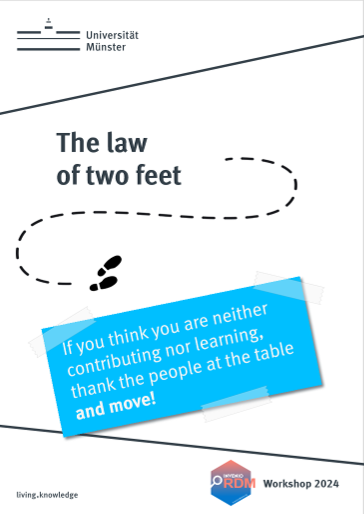 Universität
Münster
The law
of two feet
If you think you are neither
contributing nor learning,
thank the people at the table
and move!
living.knowledge
RDM
Workshop 2024